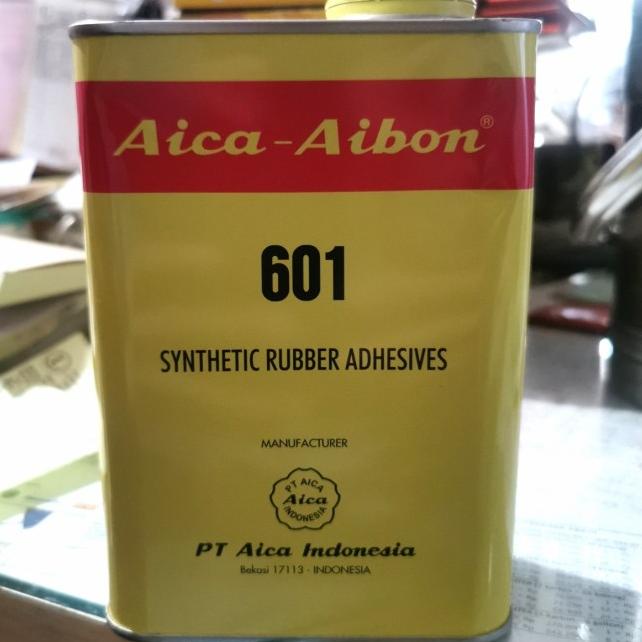 Aica-Aibon®
601
SYNTHETIC RUBBER ADHESIVES
MANUFACTURER
PT AICA
Aica
INDONESIA
PT Aica Indonesia
Bekasi 17113 - INDONESIA